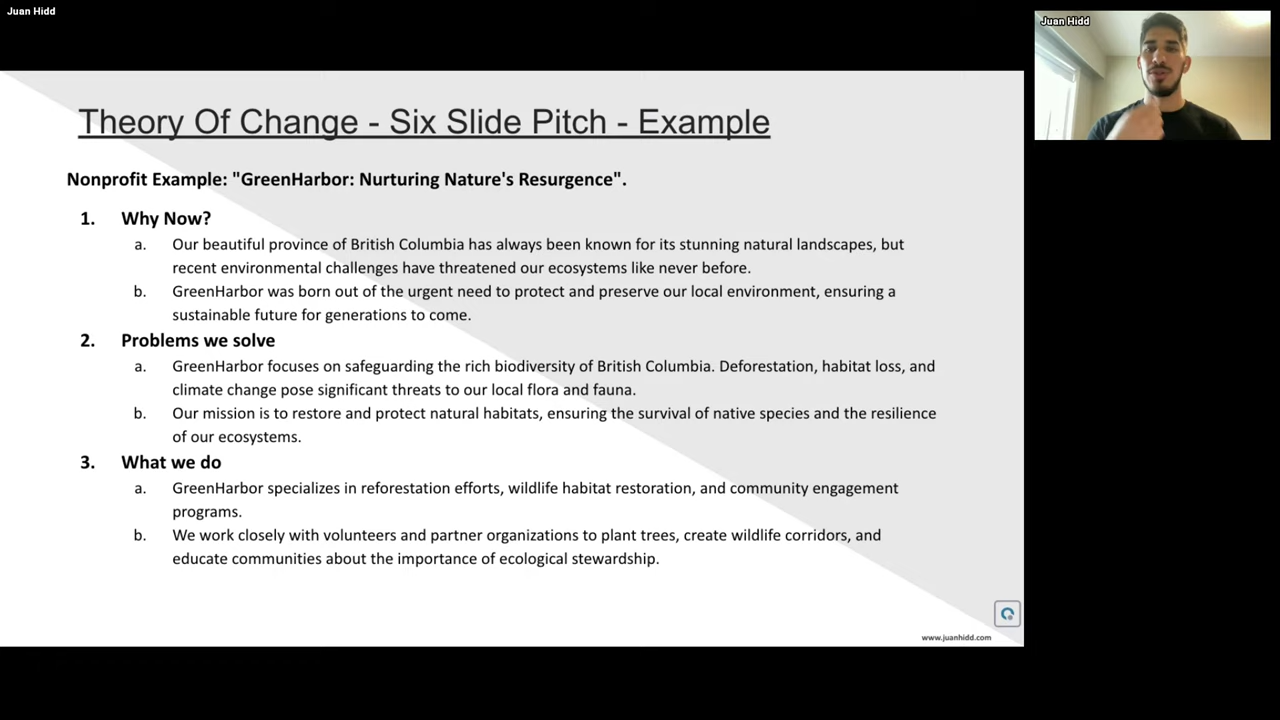 Juan Hidd
Juan Hidd
Theory Of Change - Six Slide Pitch - Example
Nonprofit Example: "GreenHarbor: Nurturing Nature's Resurgence".
1. Why Now?
a. Our beautiful province of British Columbia has always been known for its stunning natural landscapes, but
recent environmental challenges have threatened our ecosystems like never before.
b. GreenHarbor was born out of the urgent need to protect and preserve our local environment, ensuring a
sustainable future for generations to come.
2. Problems we solve
a. GreenHarbor focuses on safeguarding the rich biodiversity of British Columbia. Deforestation, habitat loss, and
climate change pose significant threats to our local flora and fauna.
b. Our mission is to restore and protect natural habitats, ensuring the survival of native species and the resilience
of our ecosystems.
3. What we do
a. GreenHarbor specializes in reforestation efforts, wildlife habitat restoration, and community engagement
programs.
b. We work closely with volunteers and partner organizations to plant trees, create wildlife corridors, and
educate communities about the importance of ecological stewardship.
www.juanhidd.com